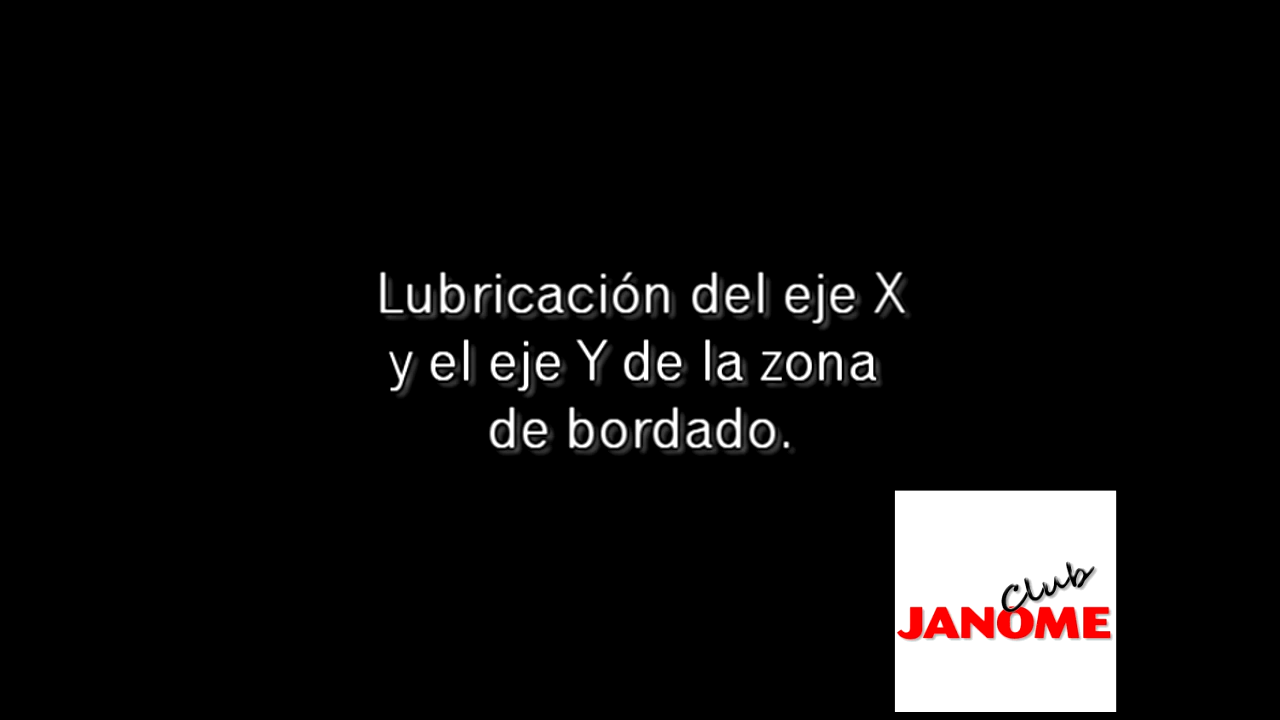 Lubricación del eje X
y el eje Y de la zona
de bordado.
Club
JANOME